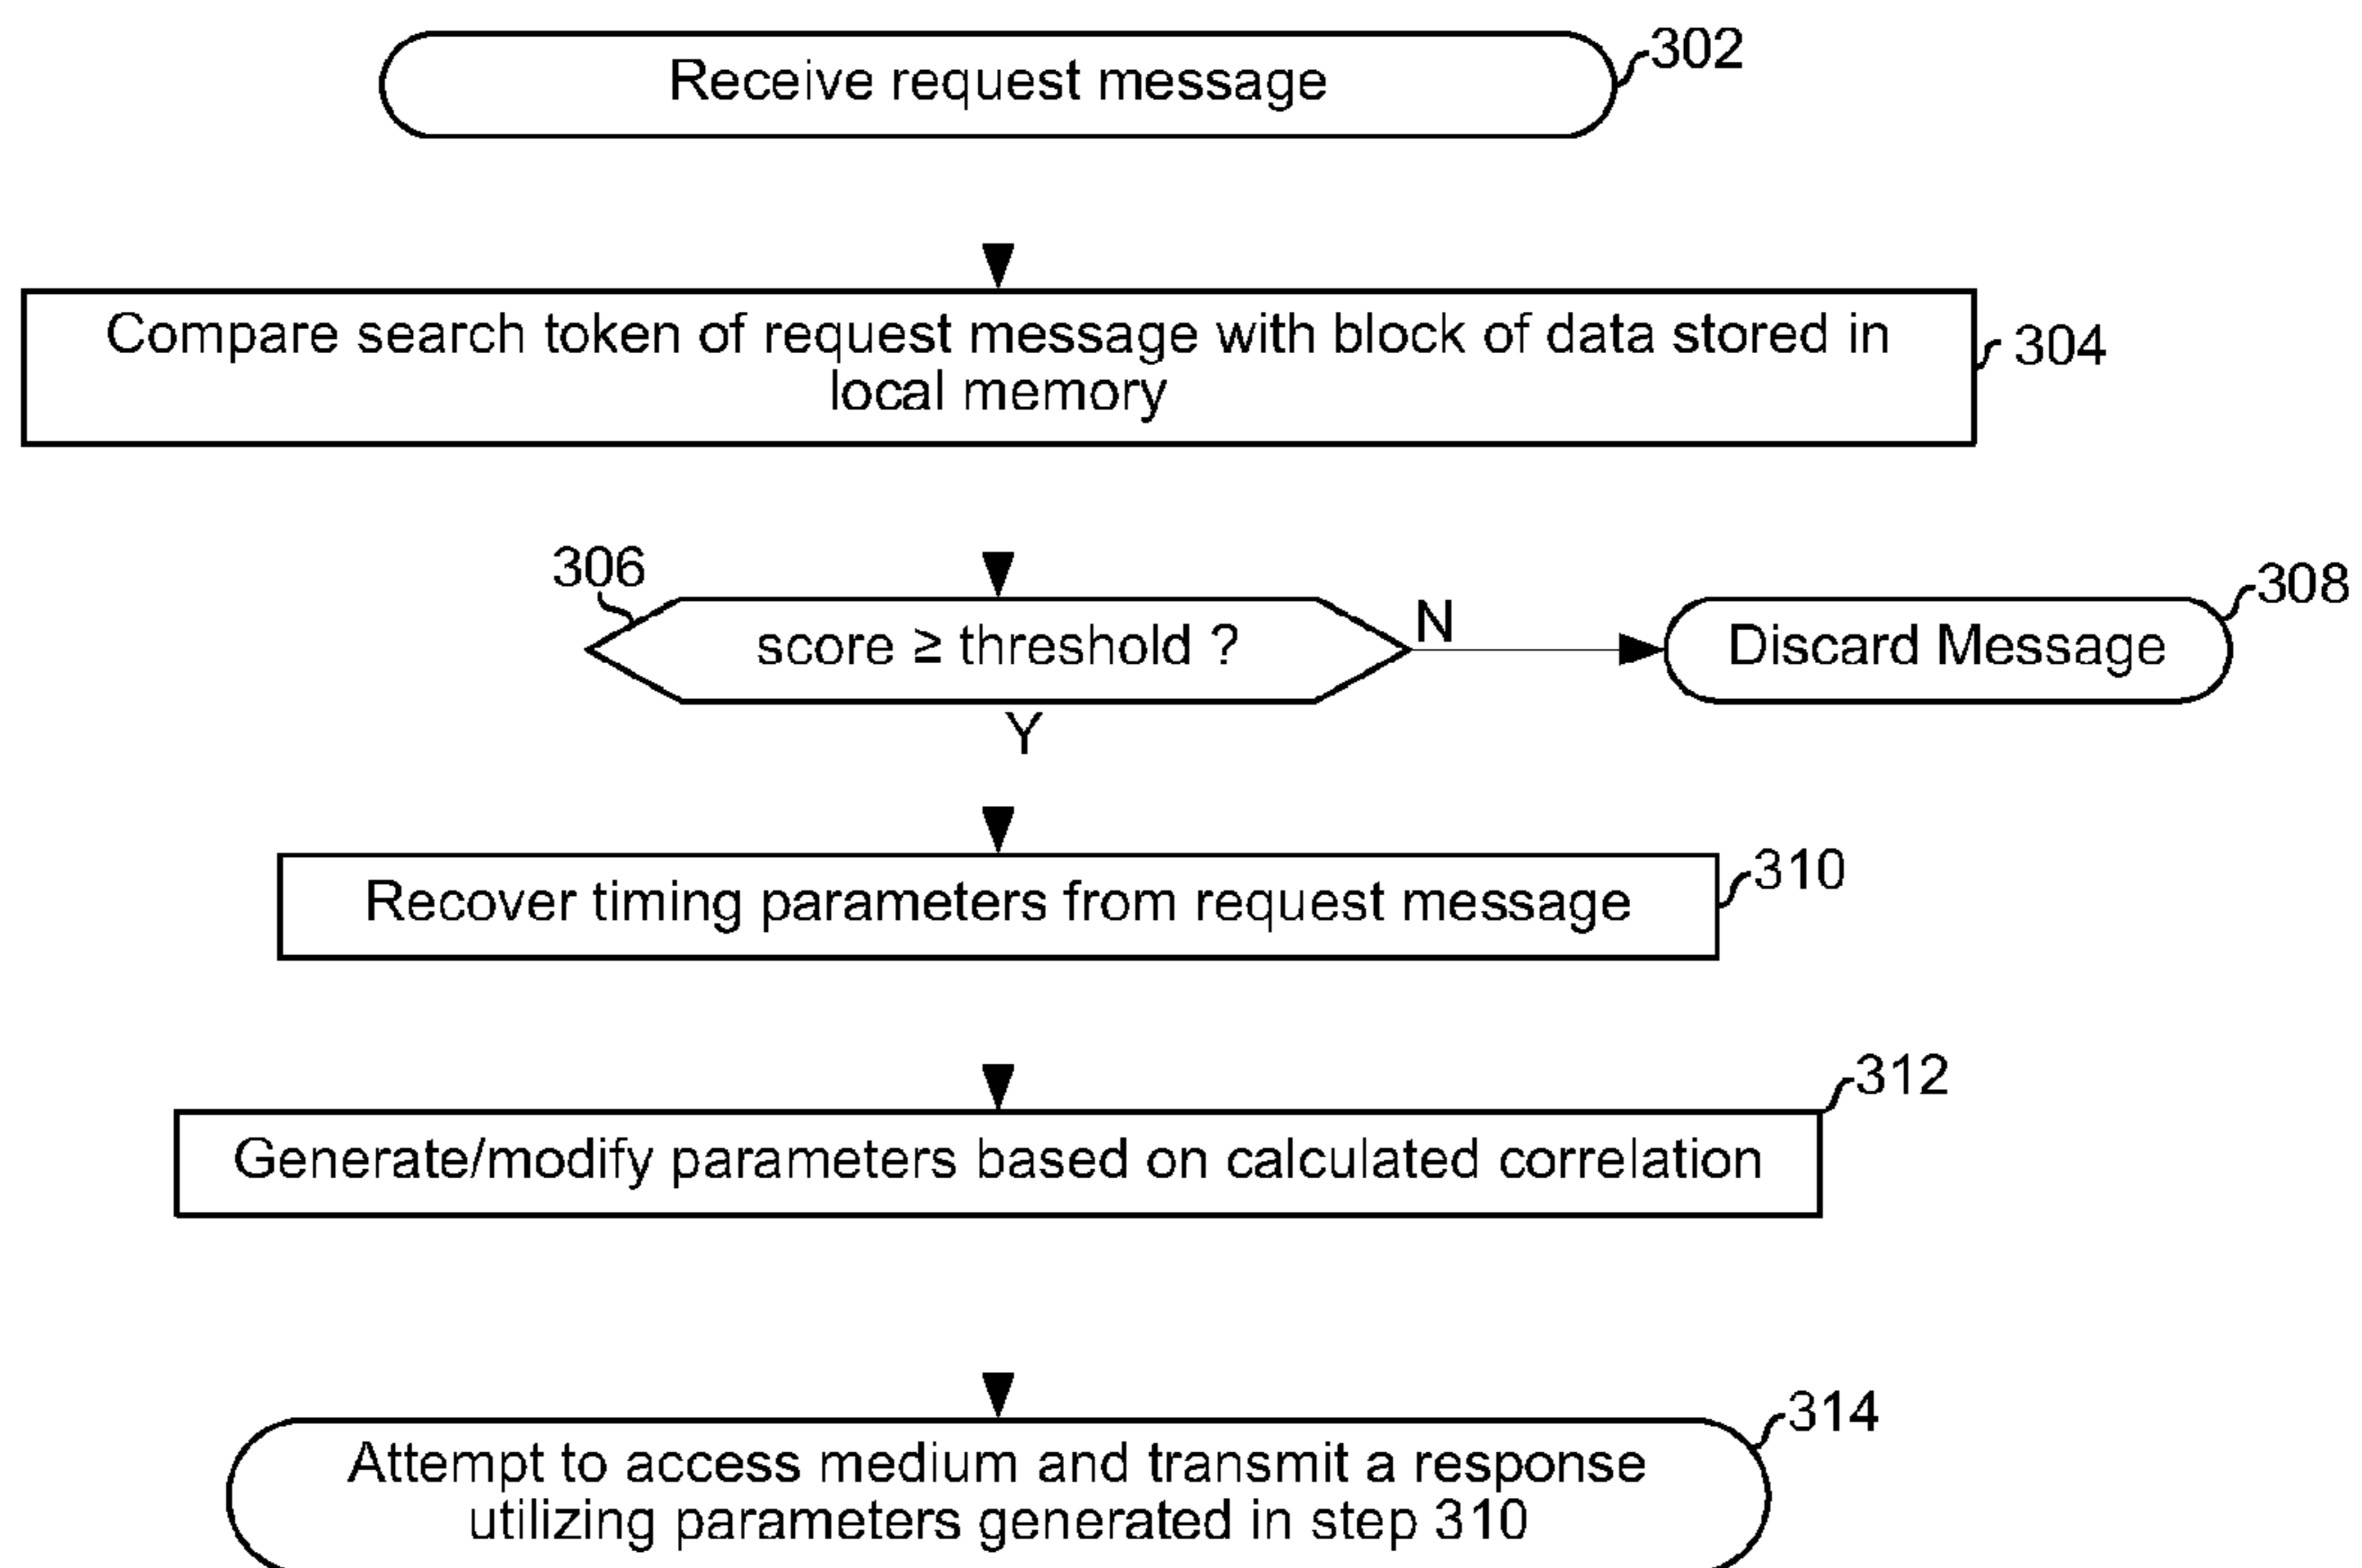 Receive request message
302
Compare search token of request message with block of data stored in
local memory
304
306
score ≥ threshold ?
N
Discard Message
308
Y
Recover timing parameters from request message
310
Generate/modify parameters based on calculated correlation
312
Attempt to access medium and transmit a response
utilizing parameters generated in step 310
314